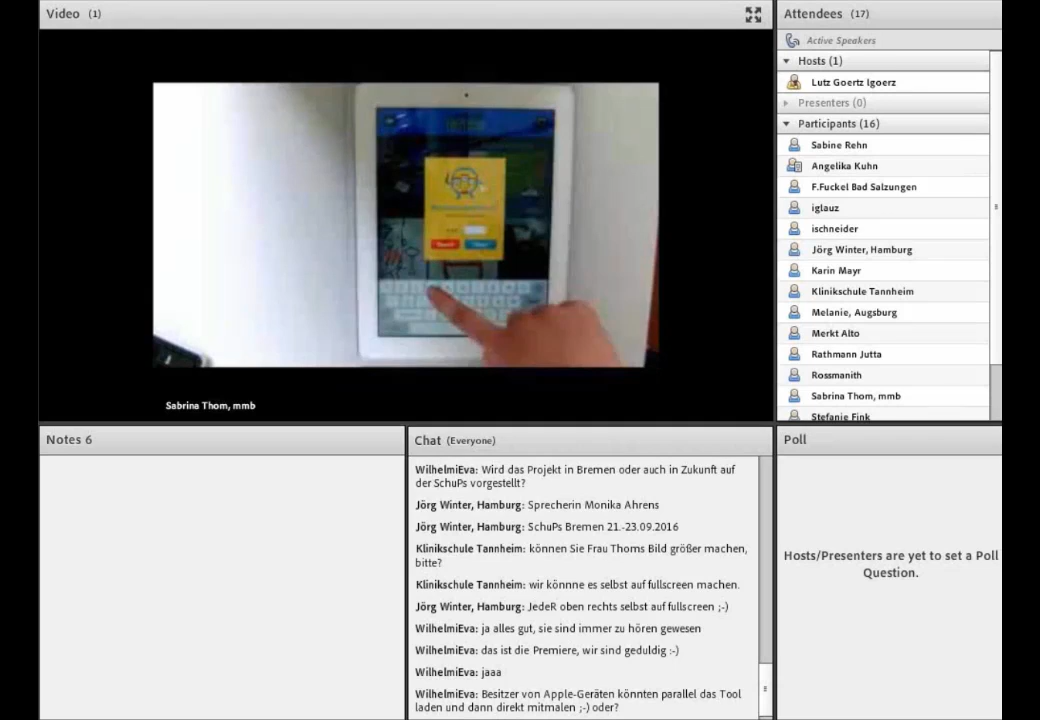 Video (1)
Sabrina Thom, mmb
Attendees (17)
Active Speakers
Hosts (1)
Lutz Goertz lgoerz
Presenters (0)
Participants (16)
Sabine Rehn
Angelika Kuhn
F.Fuckel Bad Salzungen
iglauz
ischneider
Jörg Winter, Hamburg
Karin Mayr
Klinikschule Tannheim
Melanie, Augsburg
Merkt Alto
Rathmann Jutta
Rossmanith
Sabrina Thom, mmb
Stefanie Fink
Notes 6
Chat (Everyone)
WilhelmiEva: Wird das Projekt in Bremen oder auch in Zukunft auf
der SchuPs vorgestellt?
Jörg Winter, Hamburg: Sprecherin Monika Ahrens
Jörg Winter, Hamburg: SchuPs Bremen 21.-23.09.2016
Klinikschule Tannheim: können Sie Frau Thoms Bild größer machen,
bitte?
Klinikschule Tannheim: wir könnne es selbst auf fullscreen machen.
Jörg Winter, Hamburg: JedeR oben rechts selbst auf fullscreen ;-)
WilhelmiEva: ja alles gut, sie sind immer zu hören gewesen
WilhelmiEva: das ist die Premiere, wir sind geduldig :-)
WilhelmiEva: jaaa
WilhelmiEva: Besitzer von Apple-Geräten könnten parallel das Tool
laden und dann direkt mitmalen ;-) oder?
Poll
Hosts/Presenters are yet to set a Poll
Question.